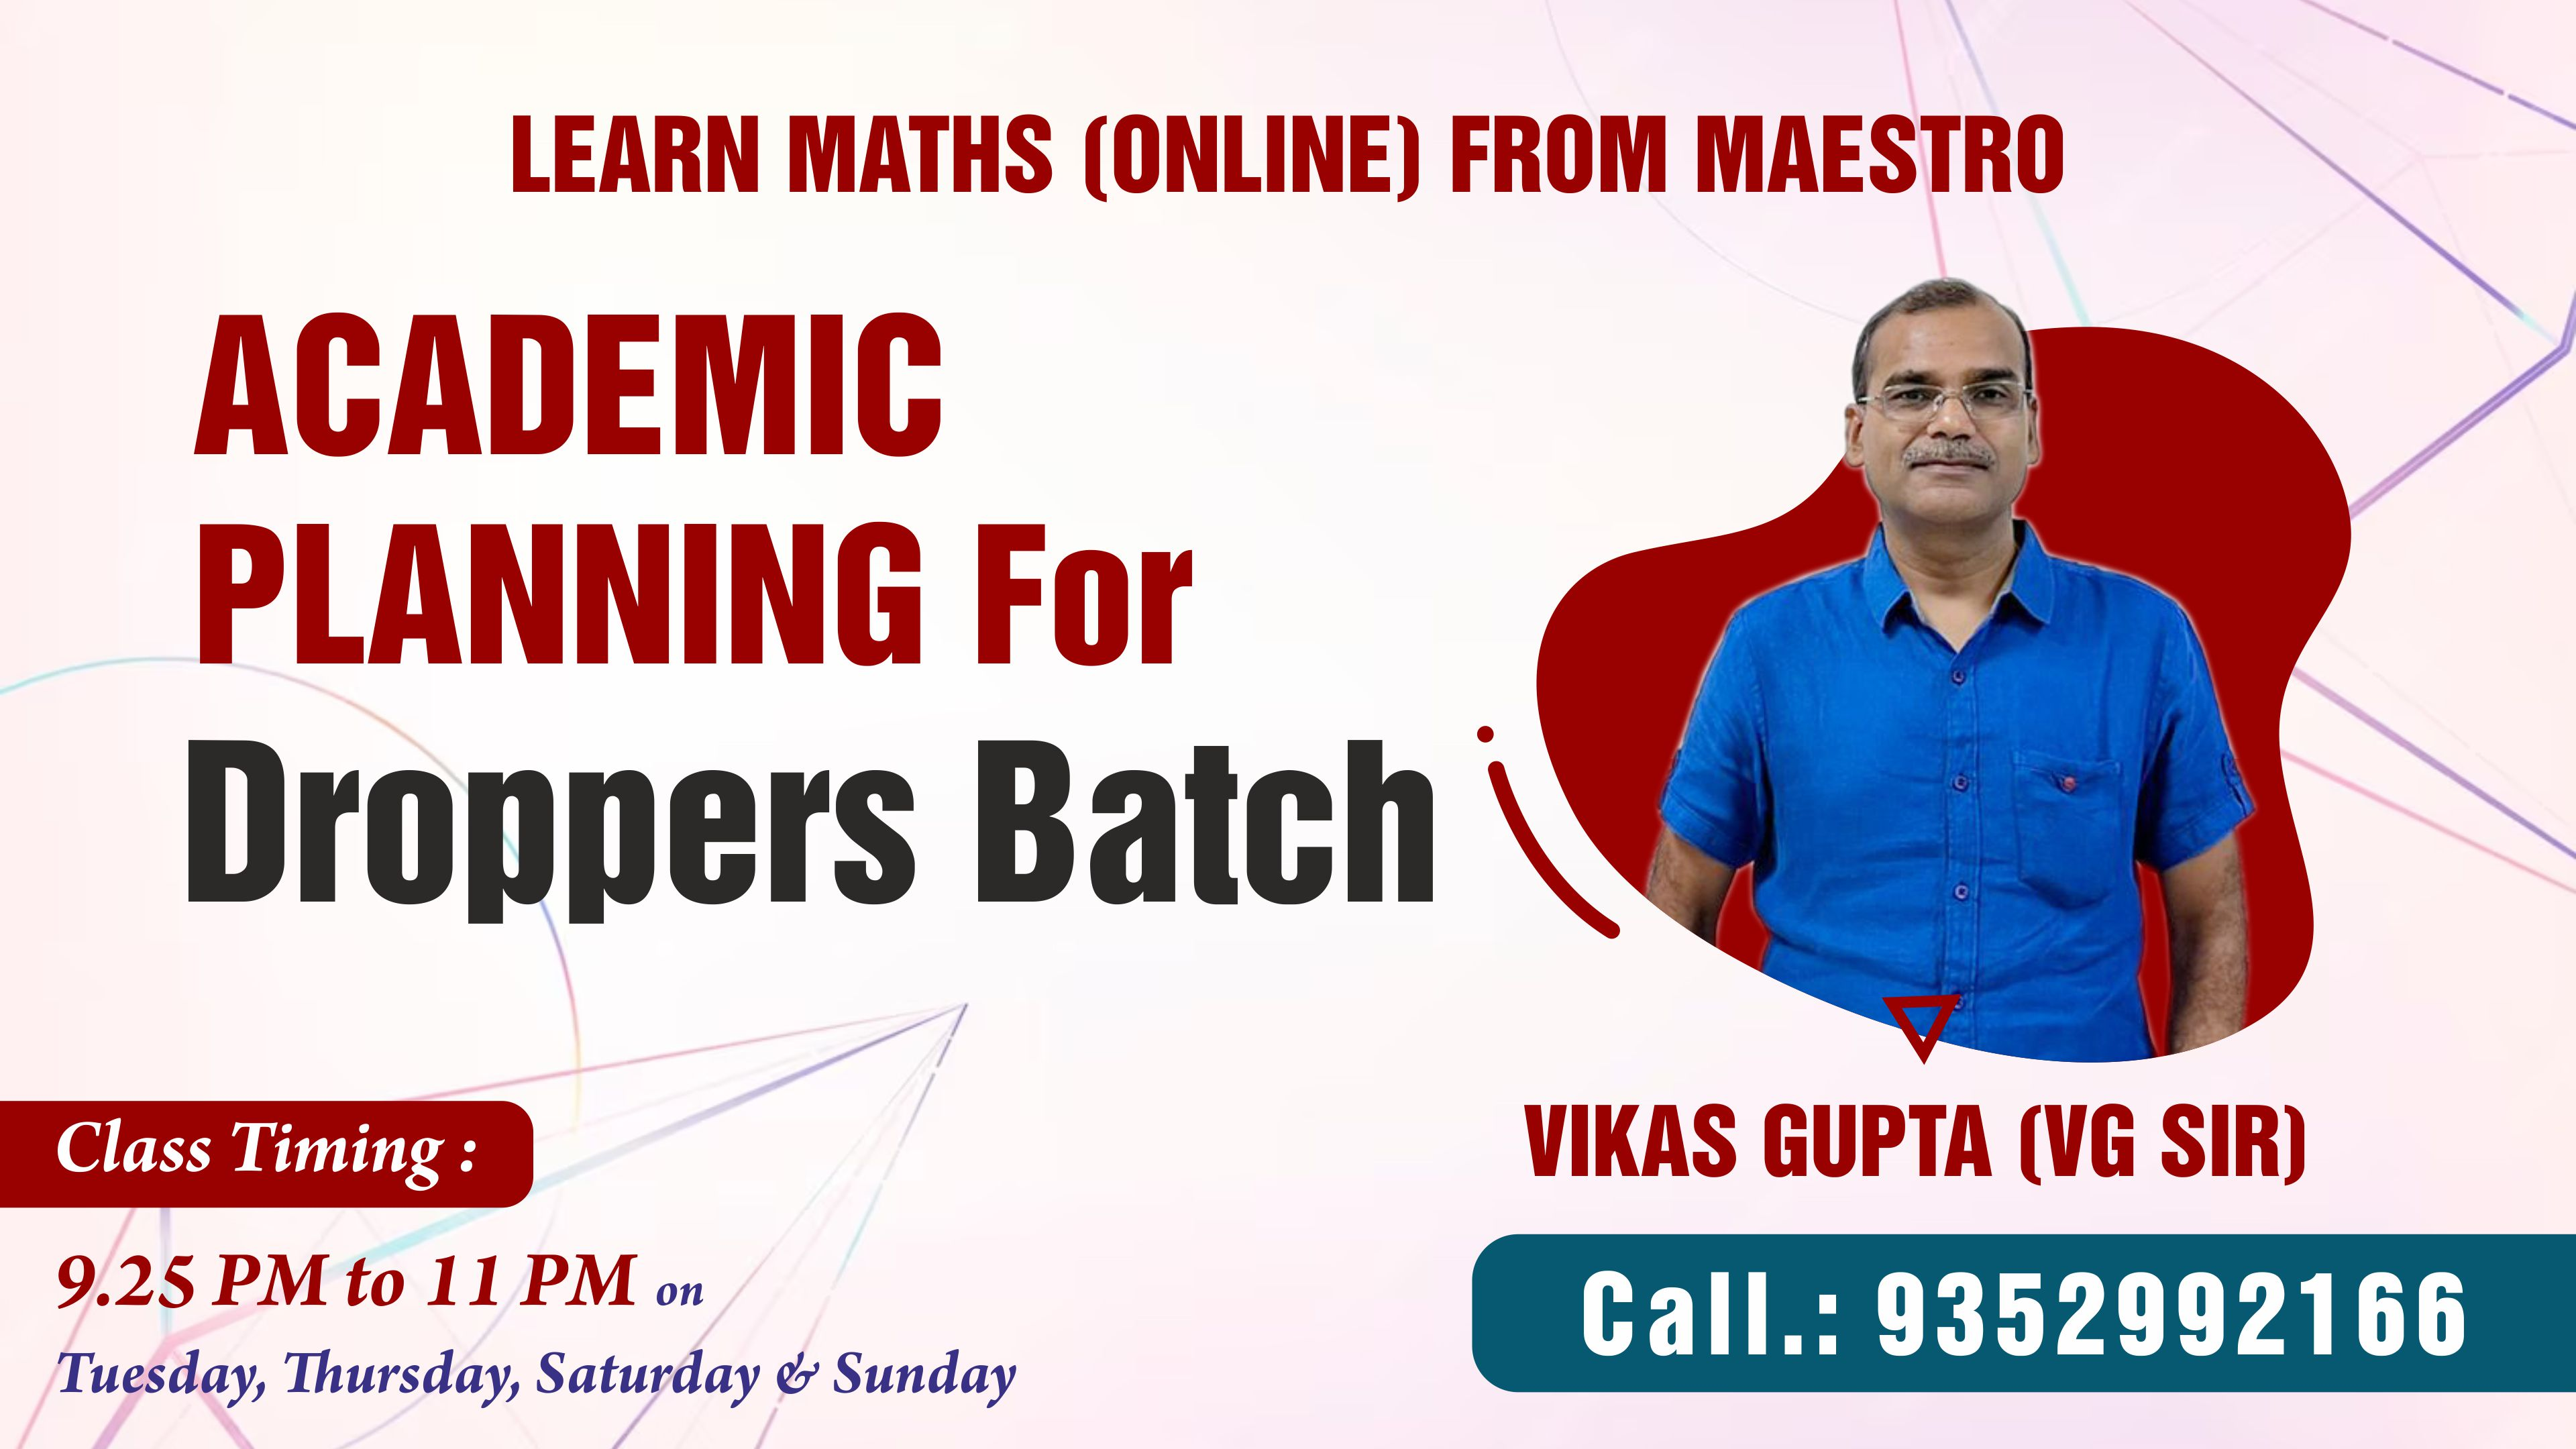 LEARN MATHS (ONLINE) FROM MAESTRO
ACADEMIC
PLANNING For
Droppers Batch
Class Timing :
9.25 PM to 11 PM on
Tuesday, Thursday, Saturday & Sunday
VIKAS GUPTA (VG SIR)
Call.: 9352992166